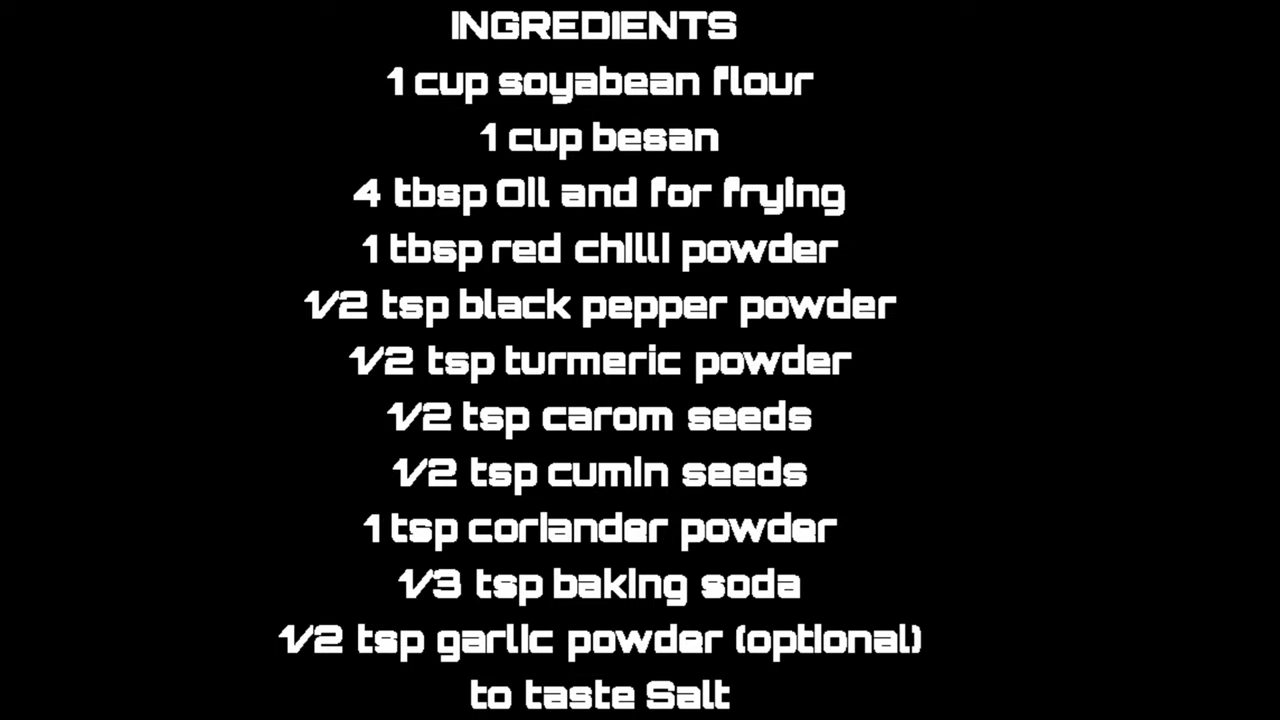 INGREDIENTS
1 cup soyabean flour
1 cup besan
4 tbsp Oil and for frying
1 tbsp red chilli powder
1/2 tsp black pepper powder
1/2 tsp turmeric powder
1/2 tsp carom seeds
1/2 tsp cumin seeds
1 tsp coriander powder
1/3 tsp baking soda
1/2 tsp garlic powder (optional)
to taste Salt